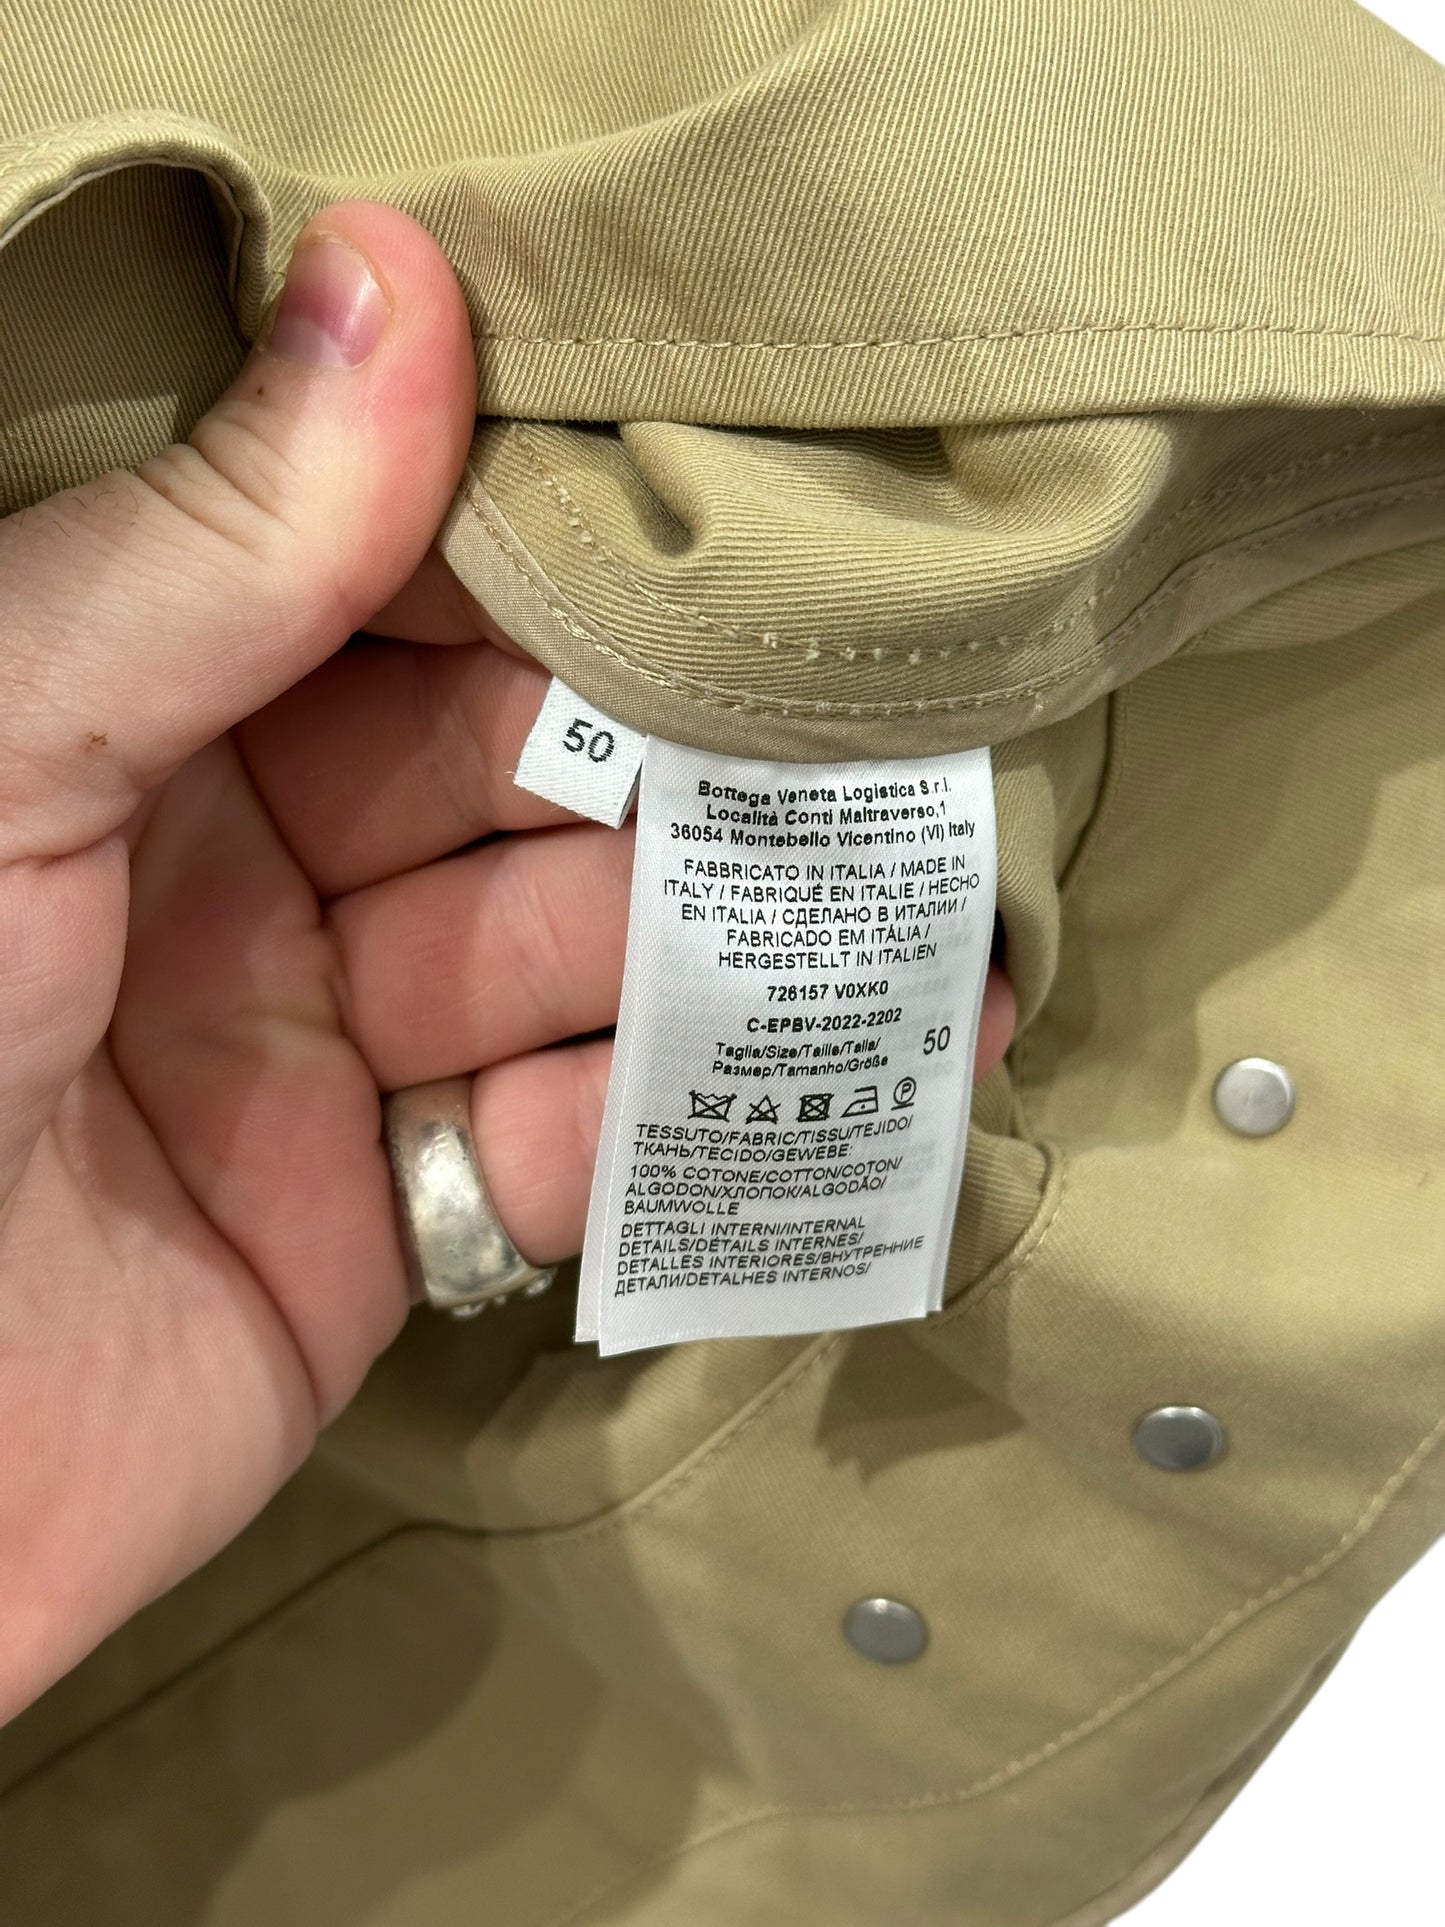 50
Bottega Veneta Logistica S.r.l.
Località Conti Maltraverso,1
36054 Montebello Vicentino (VI) Italy
FABBRICATO IN ITALIA / MADE IN
ITALY / FABRIQUÉ EN ITALIE / HECHO
EN ITALIA / СДЕЛАНО В ИТАЛИИ /
FABRICADO EM ITÁLIA /
HERGESTELLT IN ITALIEN
726157 V0XK0
C-EPBV-2022-2202
Taglia/Size/Taille/Talla/
Размер/Tamanho/Größe
50
P
TESSUTO/FABRIC/TISSU/TEJIDO/
ТКАНЬ/TECIDO/GEWEBE:
100% COTONE/COTTON/COTON/
ALGODON/ХЛОПОК/ALGODÃO/
BAUMWOLLE
DETTAGLI INTERNI/INTERNAL
DETAILS/DÉTAILS INTERNES/
DETALLES INTERIORES/ВНУТРЕННИЕ
ДЕТАЛИ/DETALHES INTERNOS/